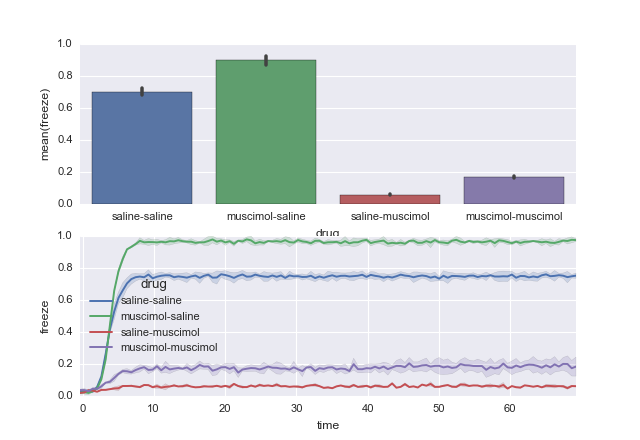 1.0
0.8
0.6
0.4
0.2
0.0
mean(freeze)
saline-saline muscimol-saline saline-muscimol muscimol-muscimol
drug
1.0
0.8
0.6
0.4
0.2
0.0
freeze
drug
saline-saline
muscimol-saline
saline-muscimol
muscimol-muscimol
0 10 20 30 40 50 60
time